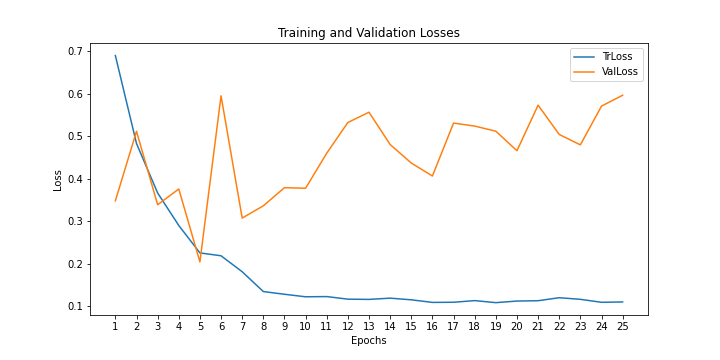 Training and Validation Losses
TrLoss
ValLoss
0.7
0.6
0.5
0.4
0.3
0.2
0.1
Loss
1 2 3 4 5 6 7 8 9 10 11 12 13 14 15 16 17 18 19 20 21 22 23 24 25
Epochs